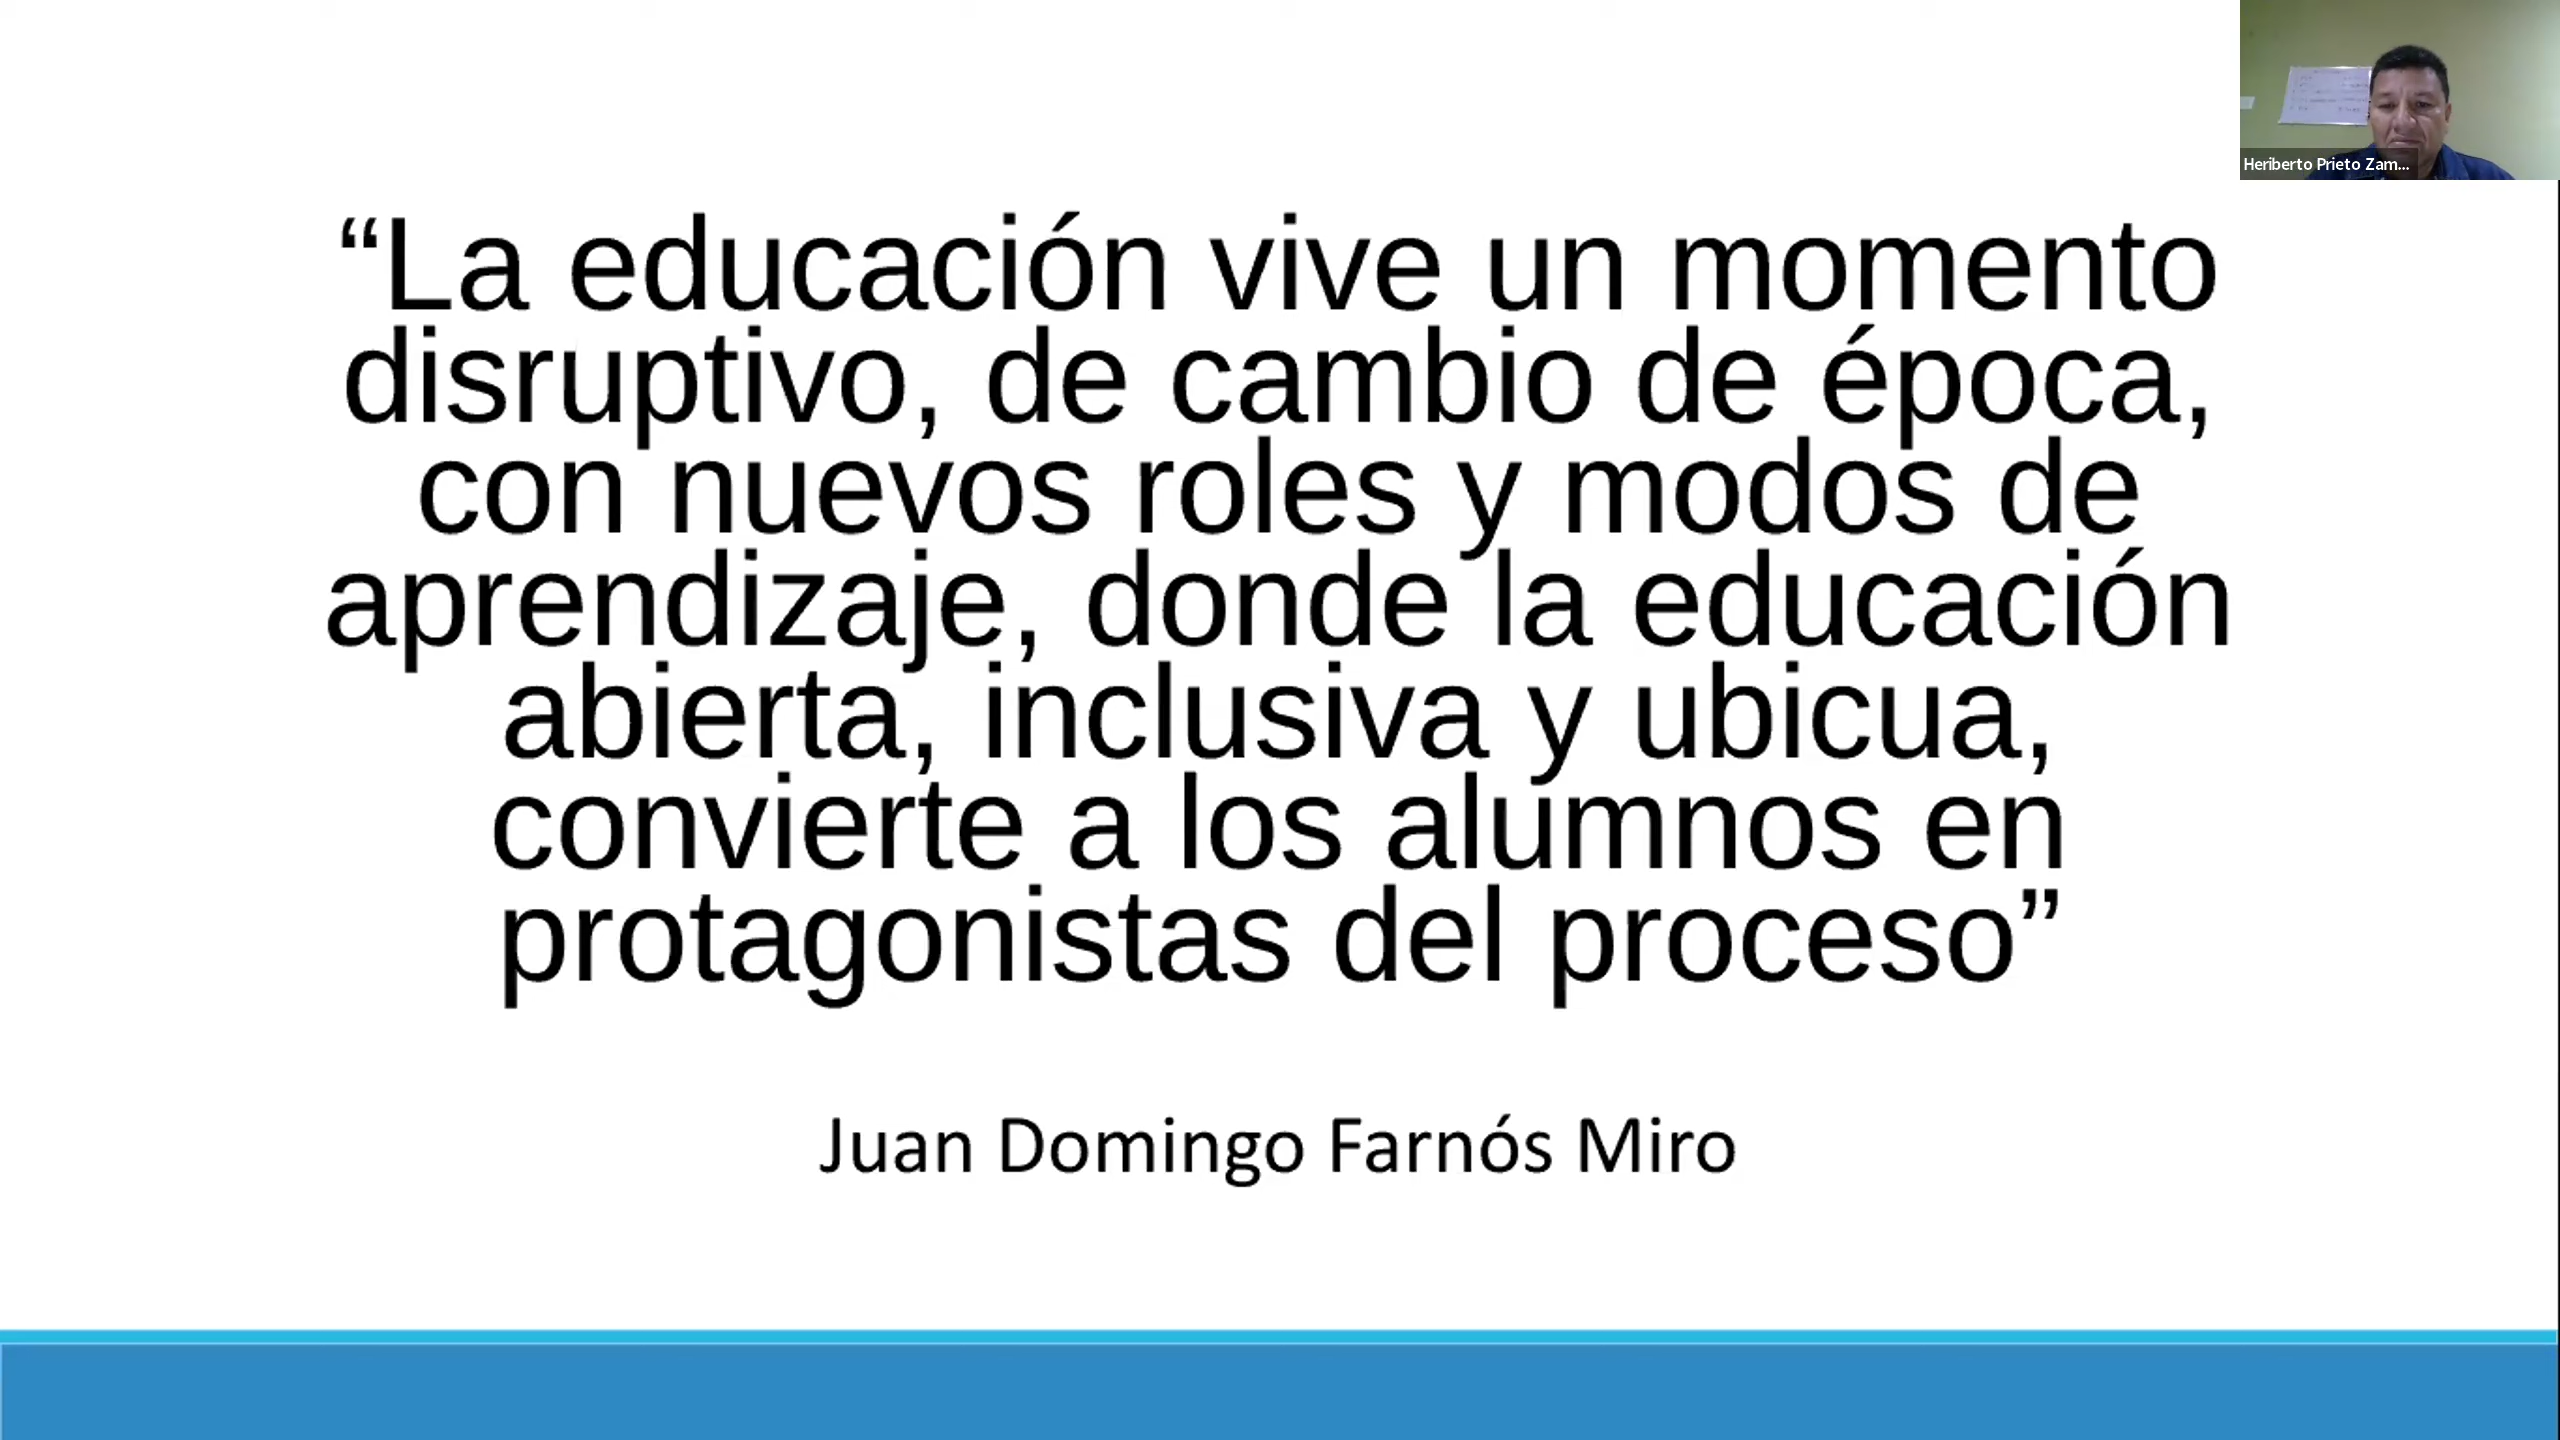 Heriberto Prieto Zam...
“La educación vive un momento
disruptivo, de cambio de época,
con nuevos roles y modos de
aprendizaje, donde la educación
abierta, inclusiva y ubicua,
convierte a los alumnos en
protagonistas del proceso”
Juan Domingo Farnós Miro